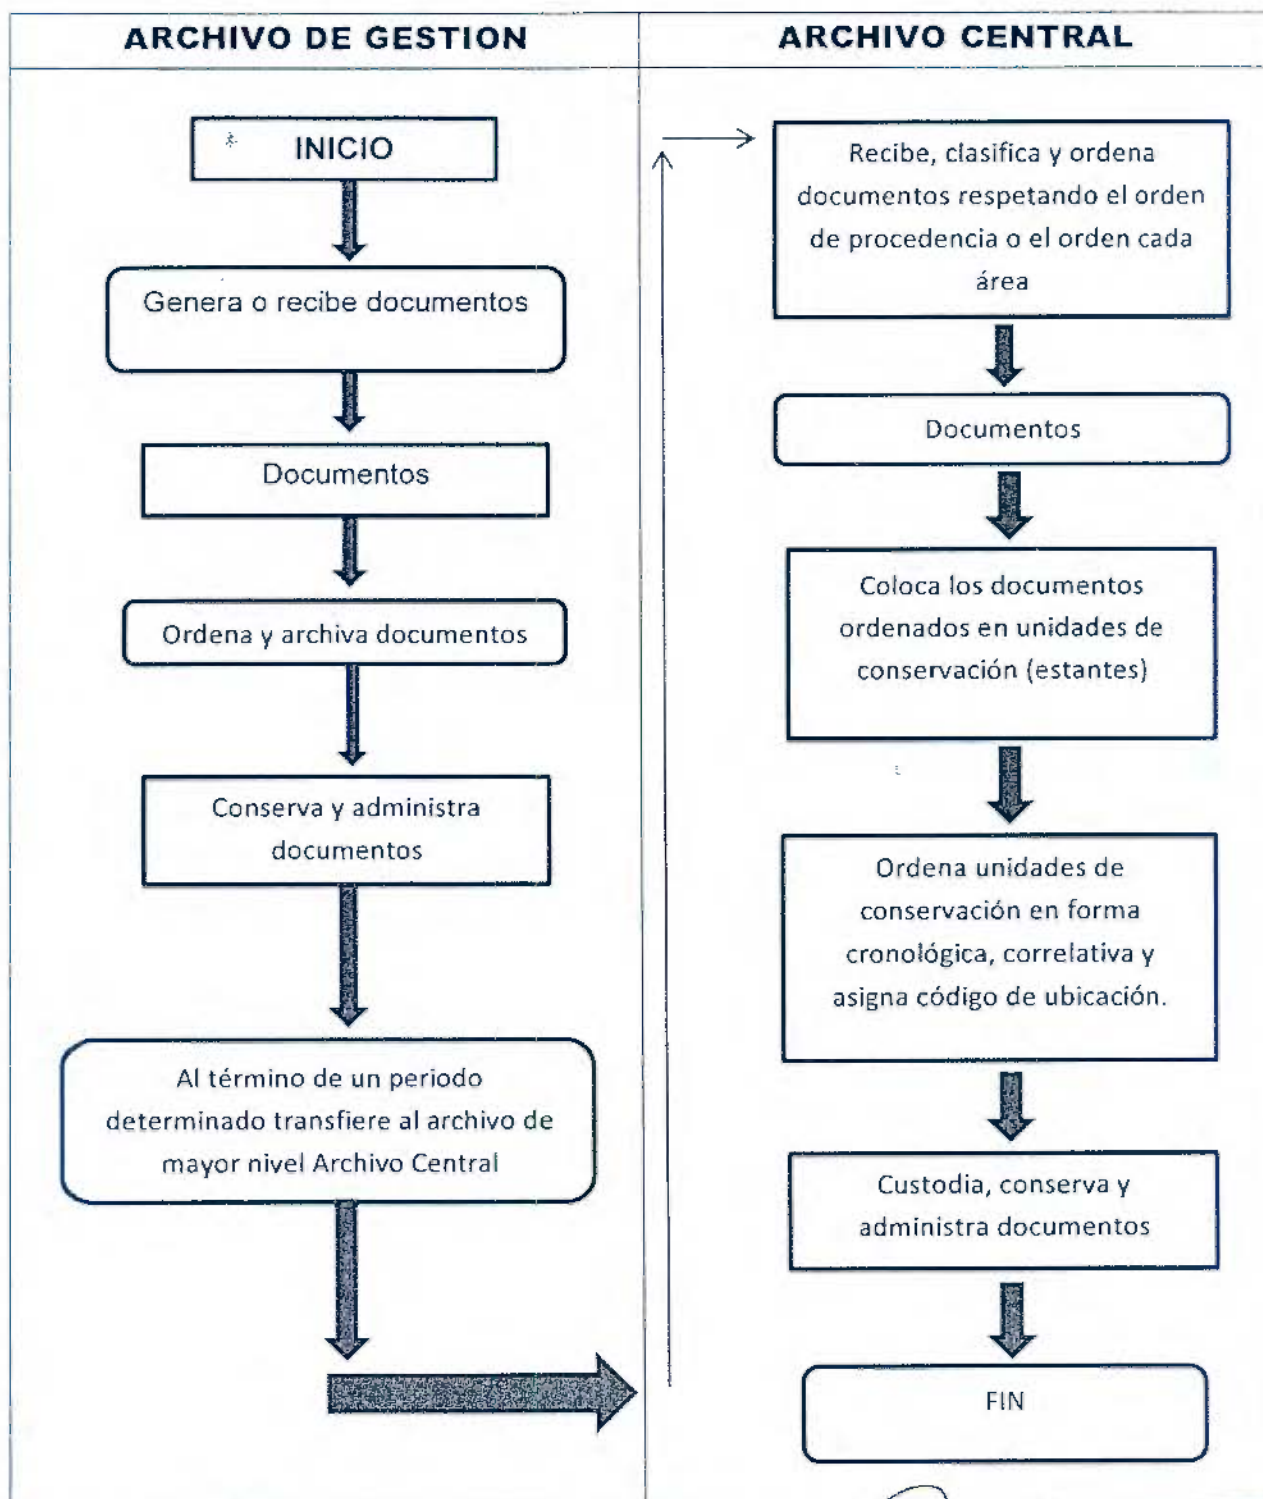 ARCHIVO DE GESTION
INICIO
Genera o recibe documentos
Documentos
Ordena y archiva documentos
Conserva y administra
documentos
Al término de un periodo
determinado transfiere al archivo de
mayor nivel Archivo Central
ARCHIVO CENTRAL
Recibe, clasifica y ordena
documentos respetando el orden
de procedencia o el orden cada
área
Documentos
Coloca los documentos
ordenados en unidades de
conservación (estantes)
Ordena unidades de
conservación en forma
cronológica, correlativa y
asigna código de ubicación.
Custodia, conserva y
administra documentos
FIN